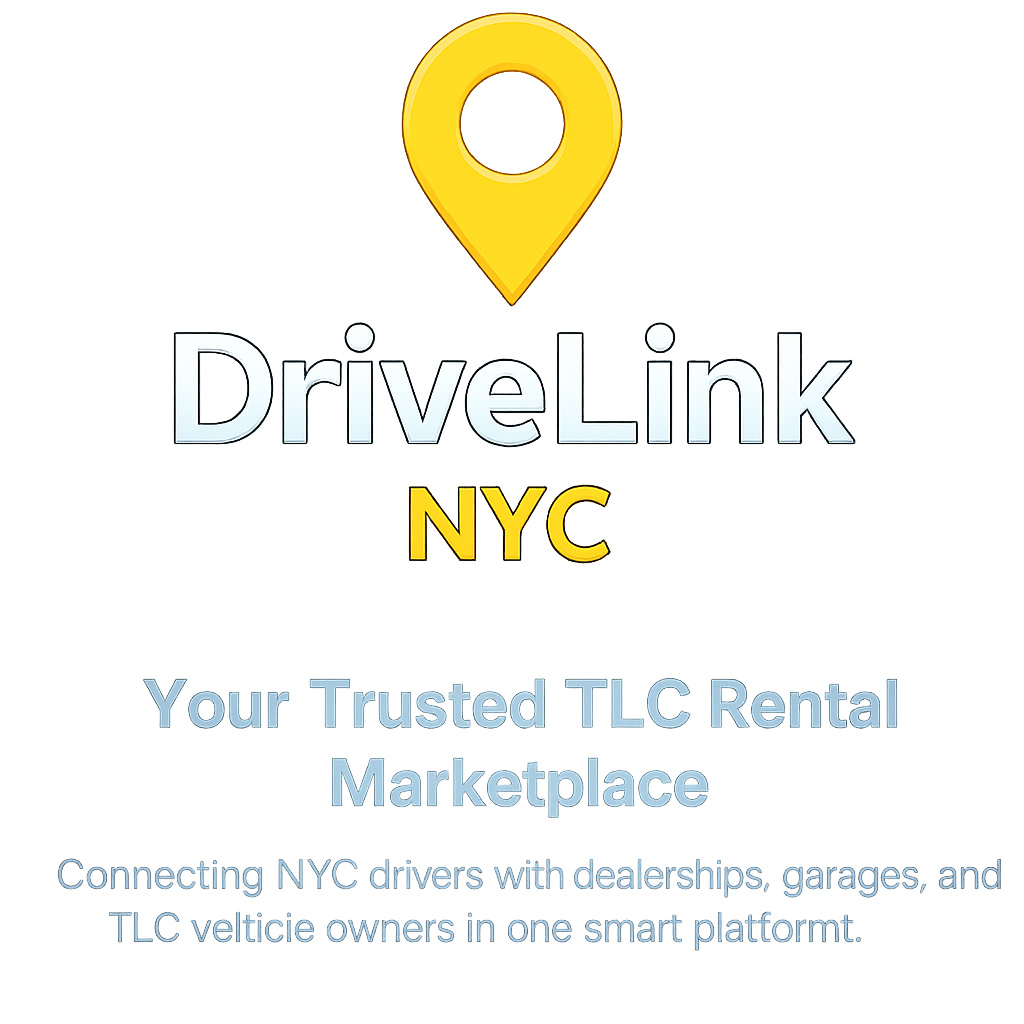 DriveLink
NYC
Your Trusted TLC Rental
Marketplace
Connecting NYC drivers with dealerships, garages, and
TLC velticie owners in one smart platformt.